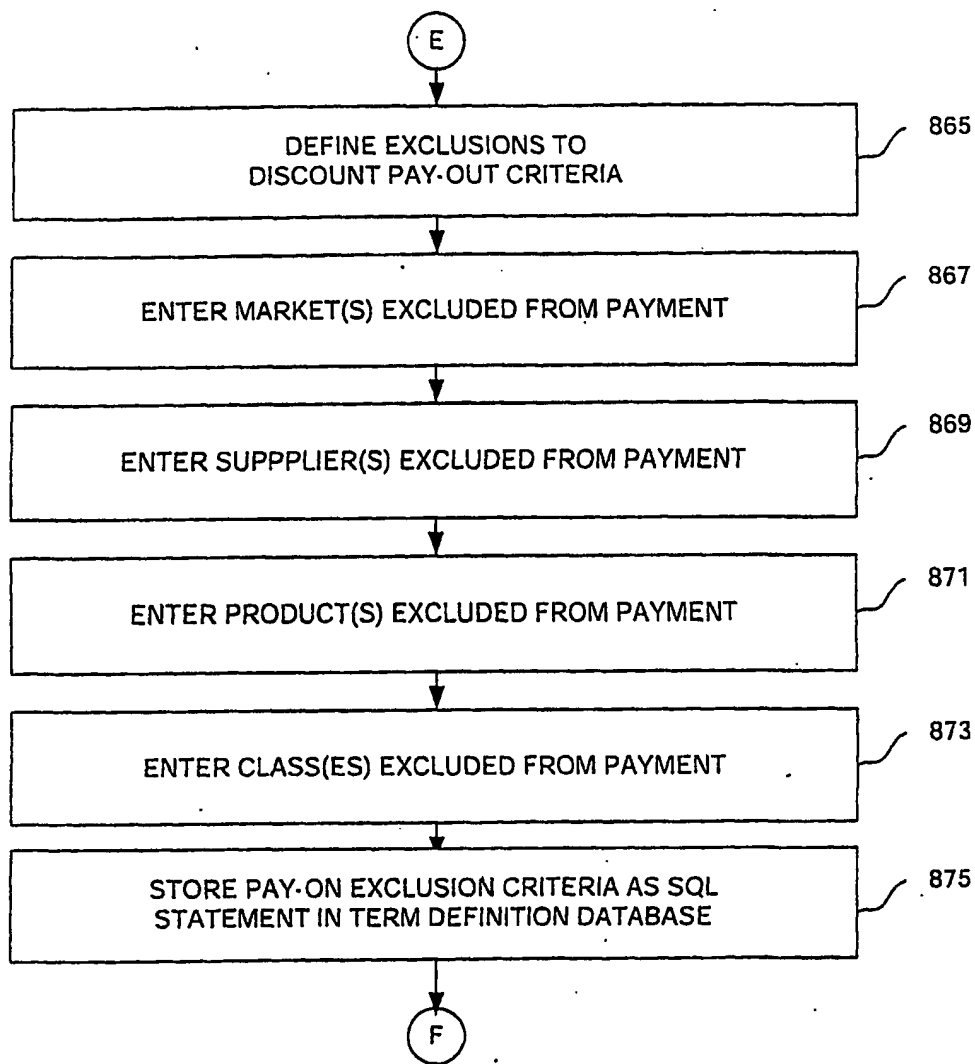 E
DEFINE EXCLUSIONS TO
DISCOUNT PAY-OUT CRITERIA
865
ENTER MARKET(S) EXCLUDED FROM PAYMENT
867
ENTER SUPPPLIER(S) EXCLUDED FROM PAYMENT
869
ENTER PRODUCT(S) EXCLUDED FROM PAYMENT
871
ENTER CLASS(ES) EXCLUDED FROM PAYMENT
873
STORE PAY-ON EXCLUSION CRITERIA AS SQL
STATEMENT IN TERM DEFINITION DATABASE
875
F